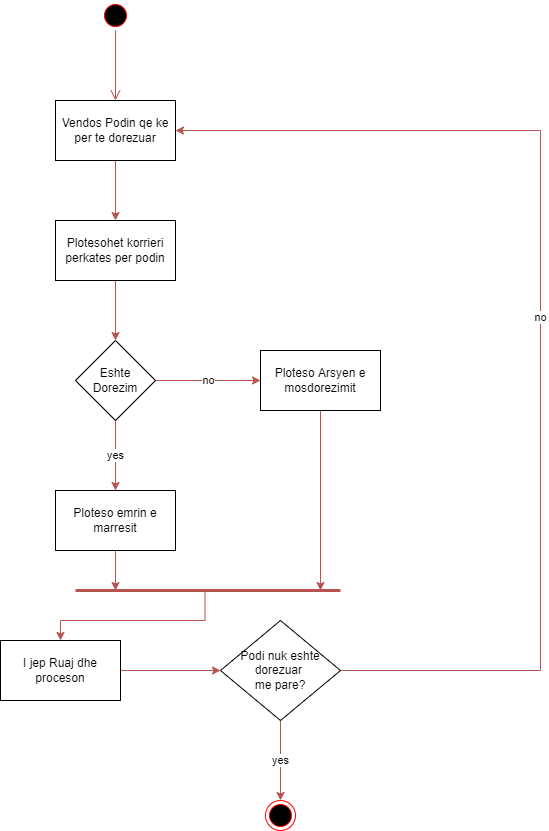 Vendos Podin qe ke
per te dorezuar
no
Plotesohet korrieri
perkates per podin
Eshte
Dorezim
no
Ploteso Arsyen e
mosdorezimit
yes
Ploteso emrin e
marresit
I jep Ruaj dhe
proceson
Podi nuk eshte
dorezuar
me pare?
yes